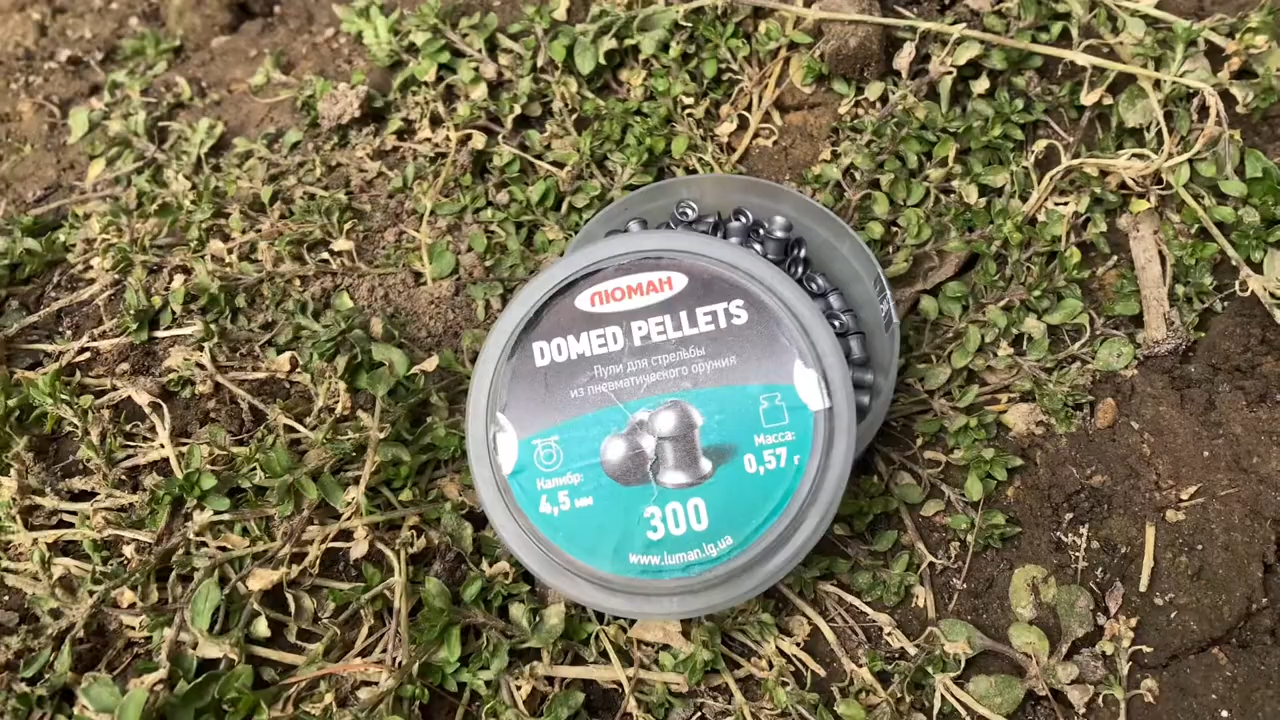 ЛЮМАН
DOMED PELLETS
Пули для стрельбы
из пневматического оружия
Калибр:
4,5 мм
Масса:
0,57 г
300
www.luman.lg.ua